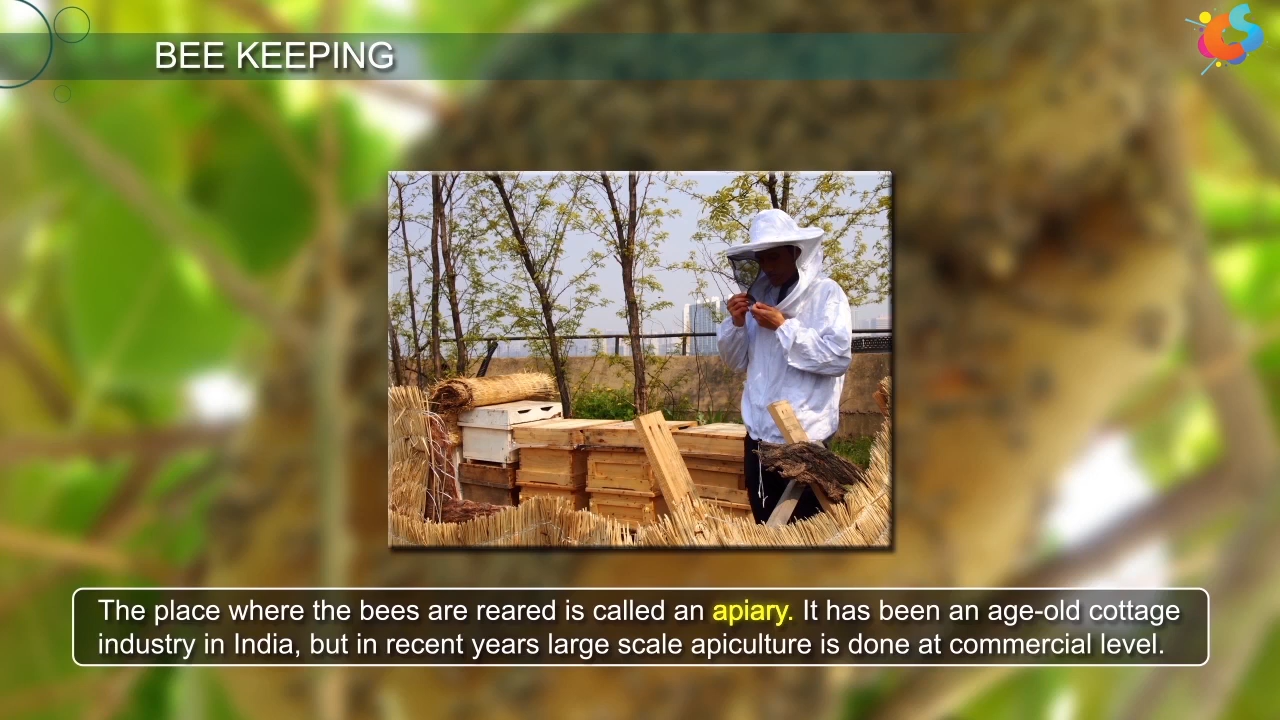 BEE KEEPING
The place where the bees are reared is called an apiary. It has been an age-old cottage
industry in India, but in recent years large scale apiculture is done at commercial level.